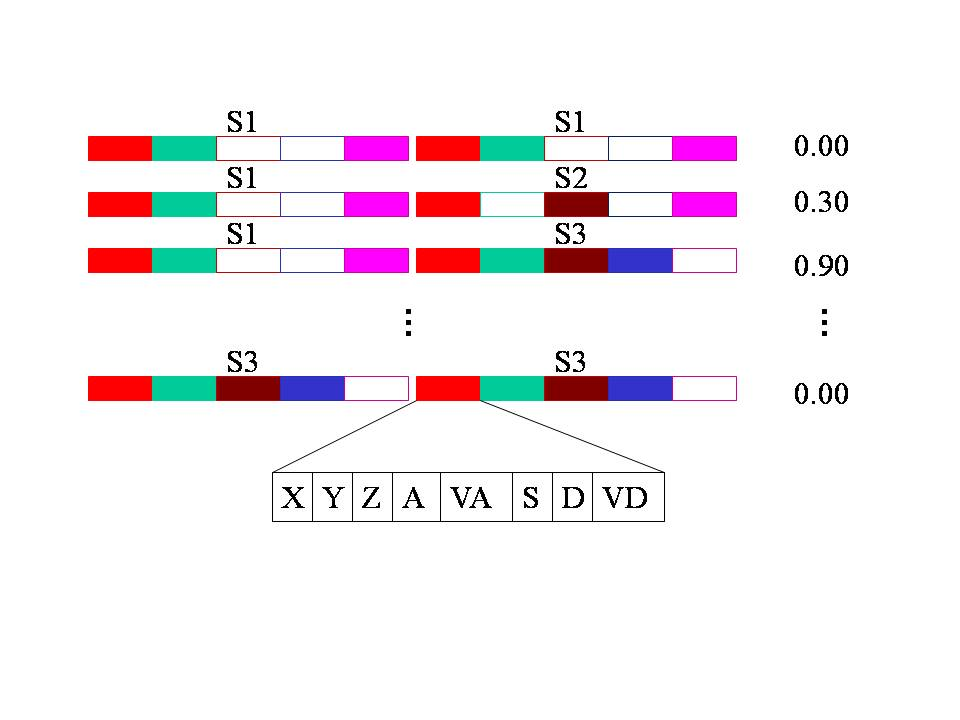 S1 S1
0.00
S1 S2
0.30
S1 S3
0.90
⋮ ⋮
S3 S3
0.00
X Y Z A VA S D VD